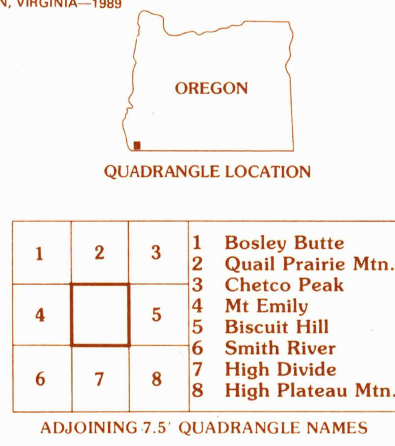 VIRGINIA—1989
OREGON
QUADRANGLE LOCATION
1 2 3
4 5
6 7 8
1 Bosley Butte
2 Quail Prairie Mtn.
3 Chetco Peak
4 Mt Emily
5 Biscuit Hill
6 Smith River
7 High Divide
8 High Plateau Mtn.
ADJOINING 7.5' QUADRANGLE NAMES